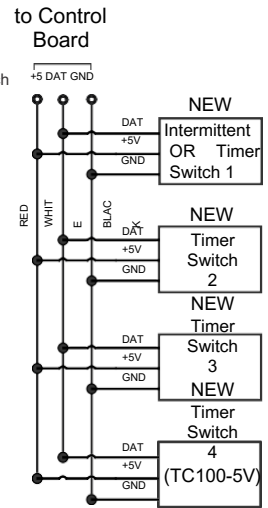 to Control
Board
h
+5 DAT GND
NEW
DAT
+5V
GND
Intermittent
OR Timer
Switch 1
RED
WHIT
E
BLAC
K
NEW
DAT
+5V
GND
Timer
Switch
2
NEW
Timer
Switch
3
DAT
+5V
GND
NEW
Timer
Switch
4
(TC100-5V)
DAT
+5V
GND